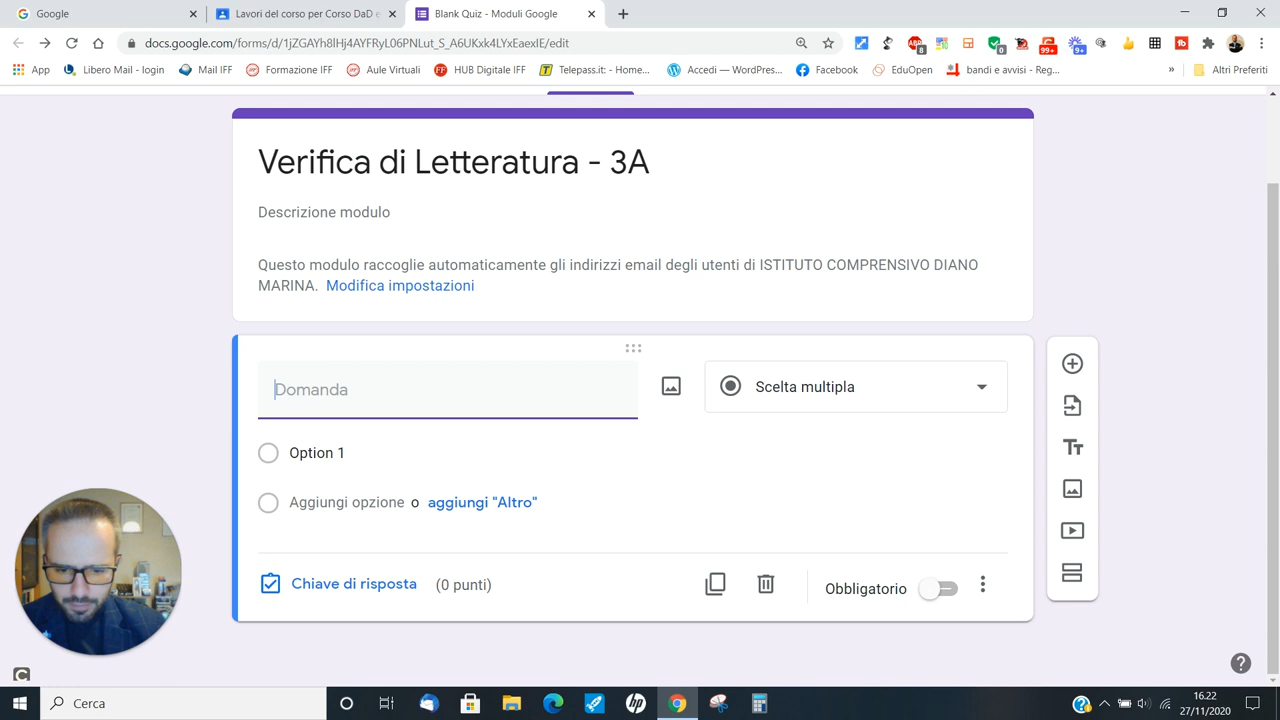 Google
Lavori del corso per Corso DaD e
Blank Quiz - Moduli Google
docs.google.com/forms/d/
/edit
8
0
99+
9+
App
Libero Mail - login
Mail IFF
Formazione IFF
Aule Virtuali
HUB Digitale IFF
Telepass.it: - Home...
Accedi — WordPres...
Facebook
EduOpen
bandi e avvisi - Reg...
»
Altri Preferiti
Verifica di Letteratura - 3A
Descrizione modulo
Questo modulo raccoglie automaticamente gli indirizzi email degli utenti di ISTITUTO COMPRENSIVO DIANO
MARINA. Modifica impostazioni
Domanda
Scelta multipla
Option 1
Aggiungi opzione o aggiungi "Altro"
Chiave di risposta (0 punti)
Obbligatorio
Cerca
16.22
27/11/2020